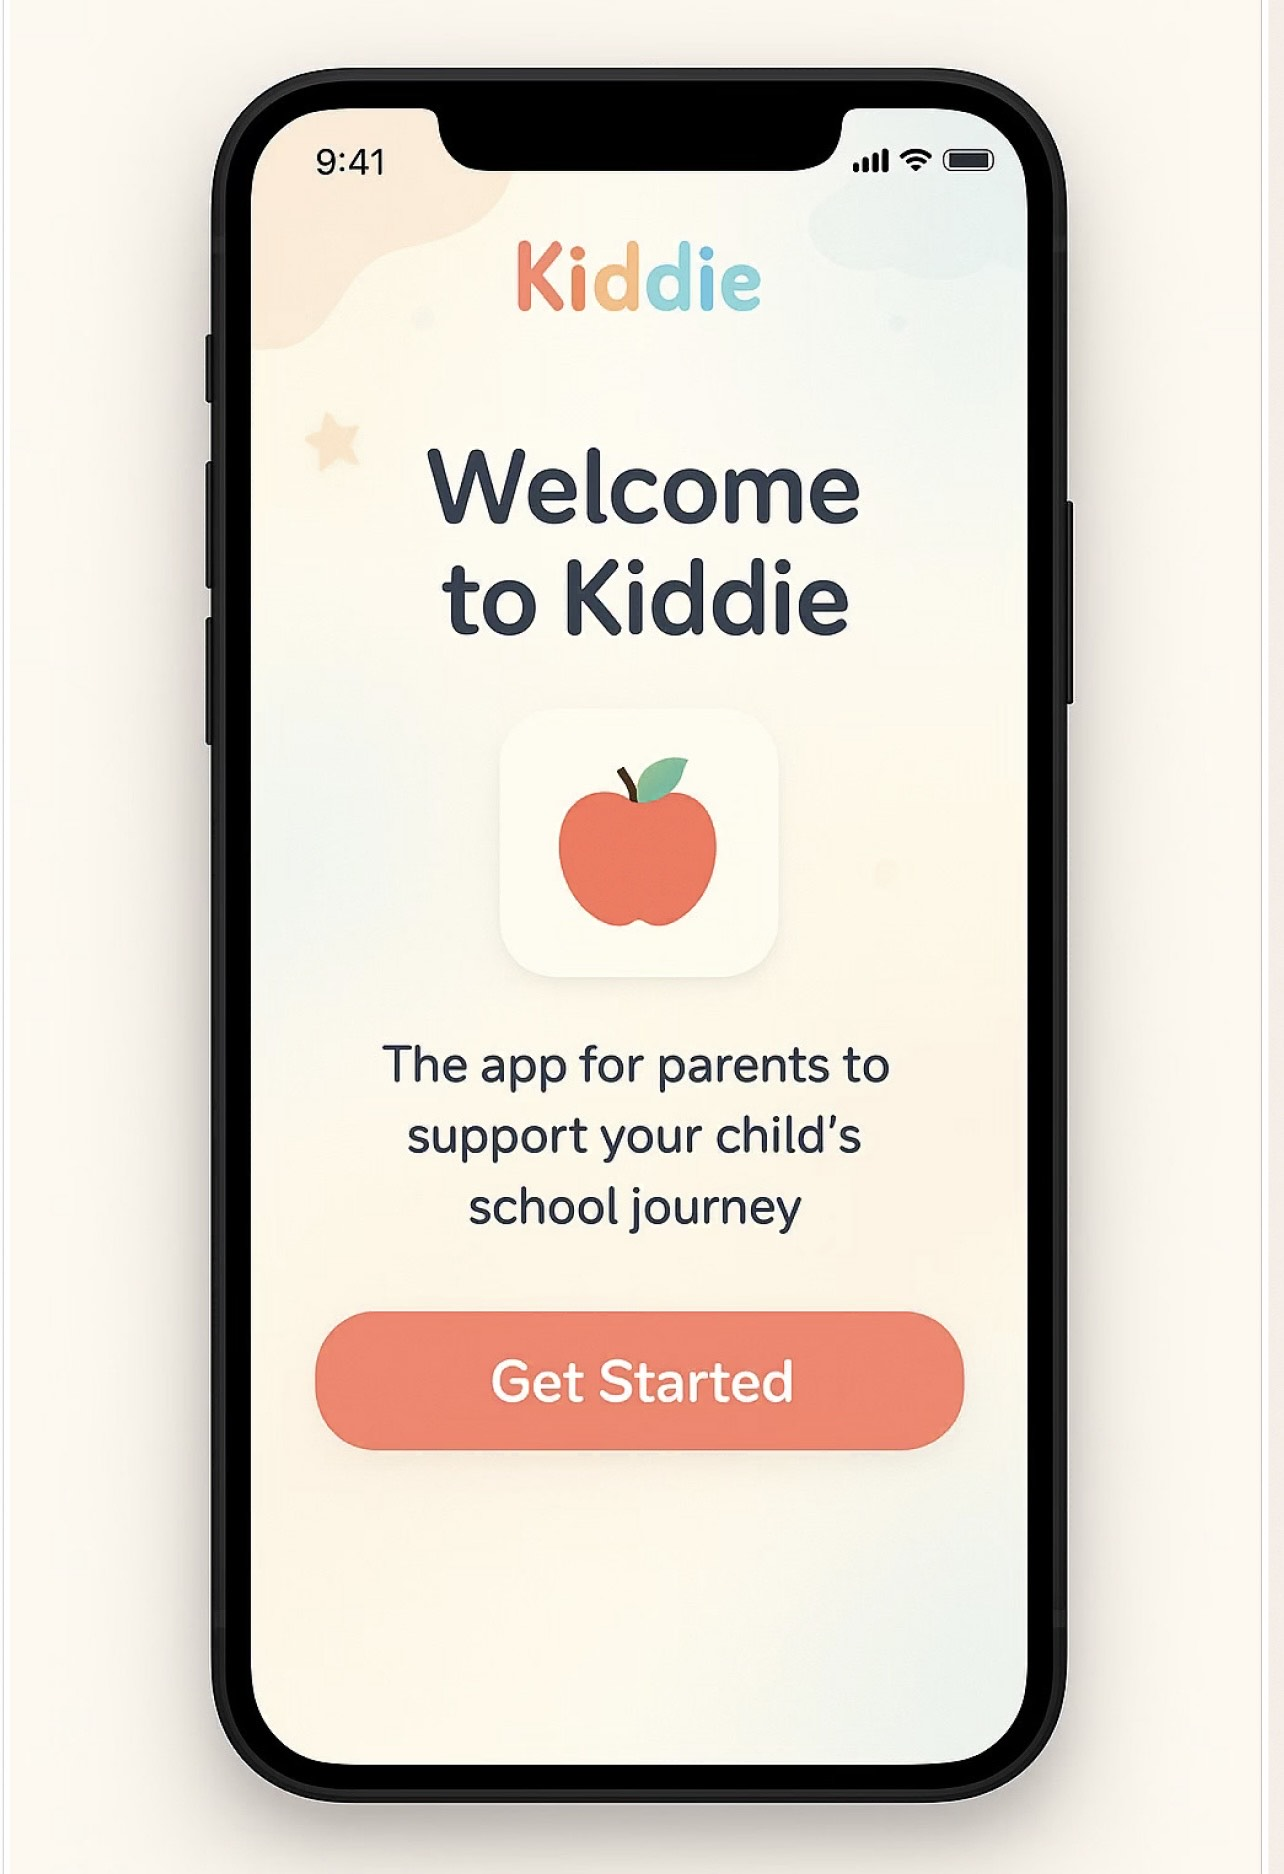 9:41
Kiddie
Welcome
to Kiddie
The app for parents to
support your child's
school journey
Get Started